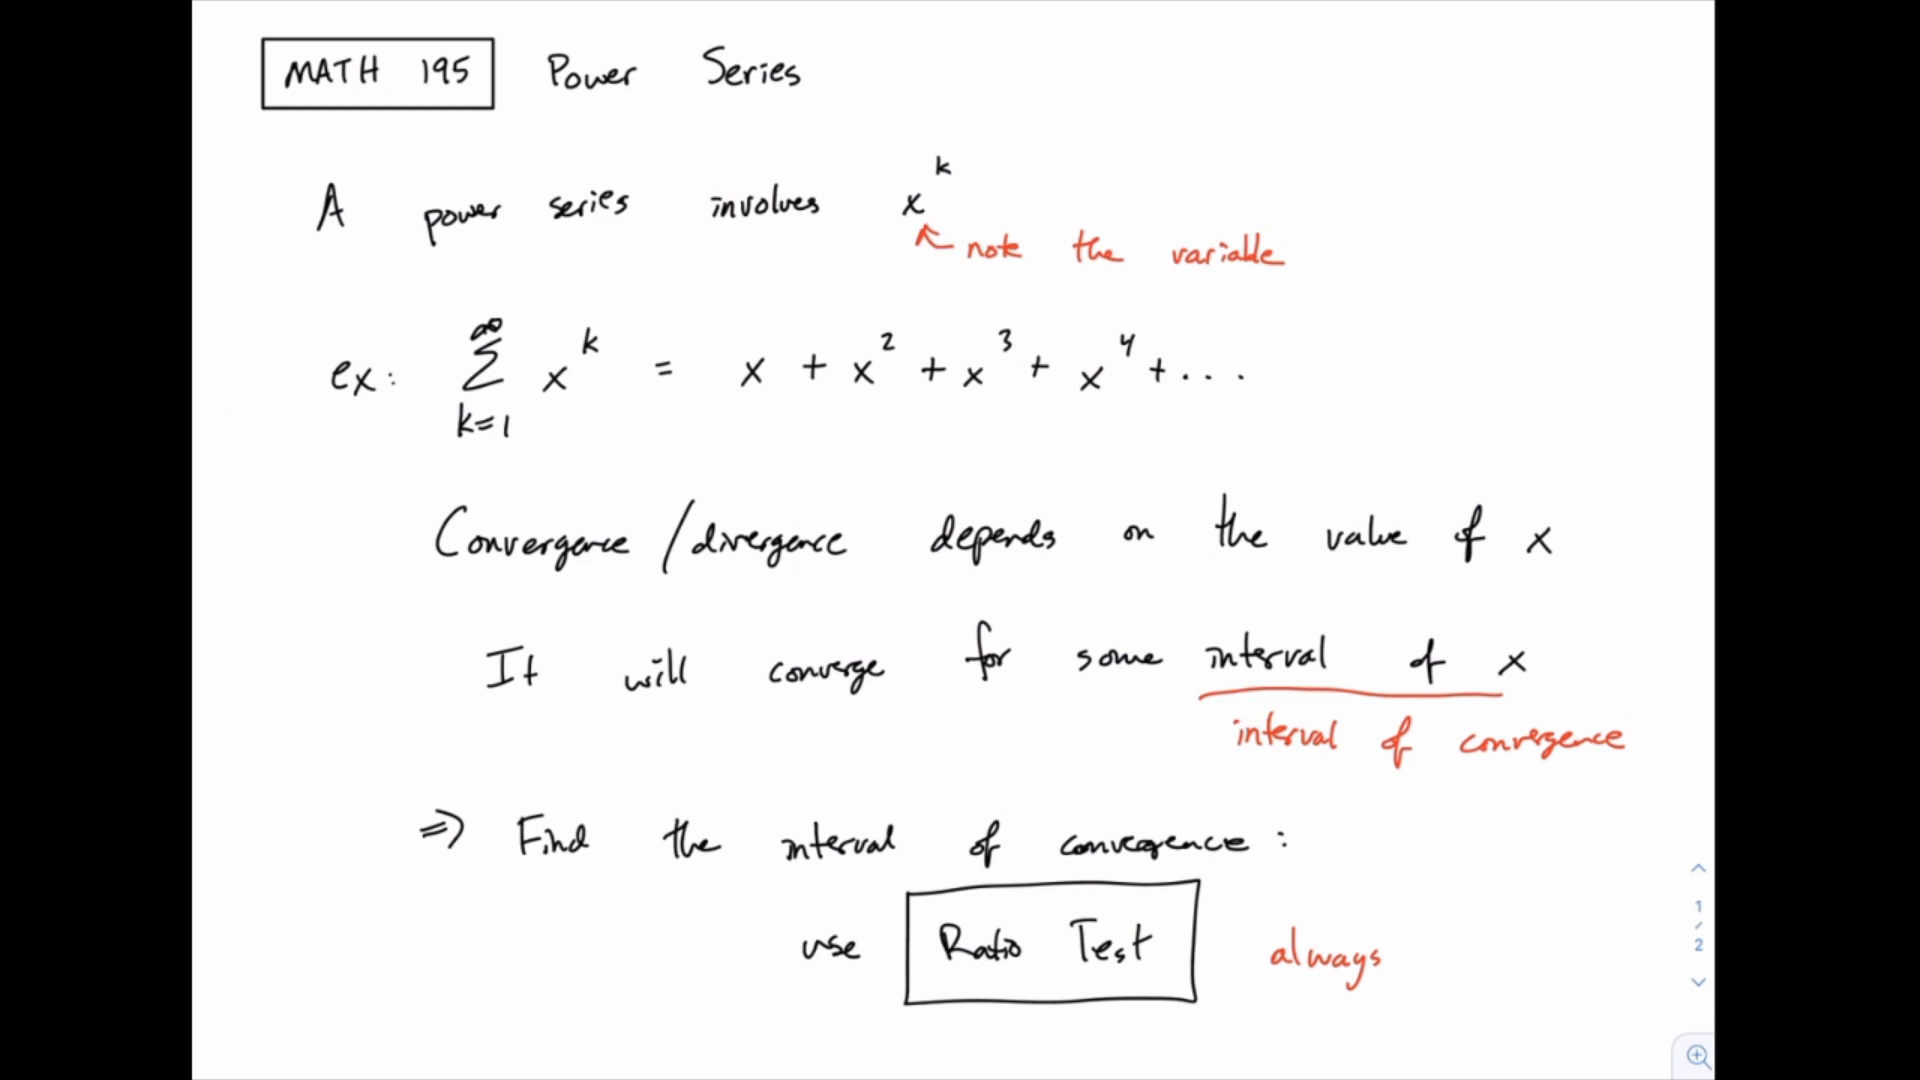 MATH 195 Power Series
A power series involves x^k
note the variable
ex: ∑_{k=1}^{∞} x^k = x + x^2 + x^3 + x^4 + ...
Convergence/divergence depends on the value of x
It will converge for some interval of x
interval of convergence
⇒ Find the interval of convergence :
use Ratio Test always
1
/
2